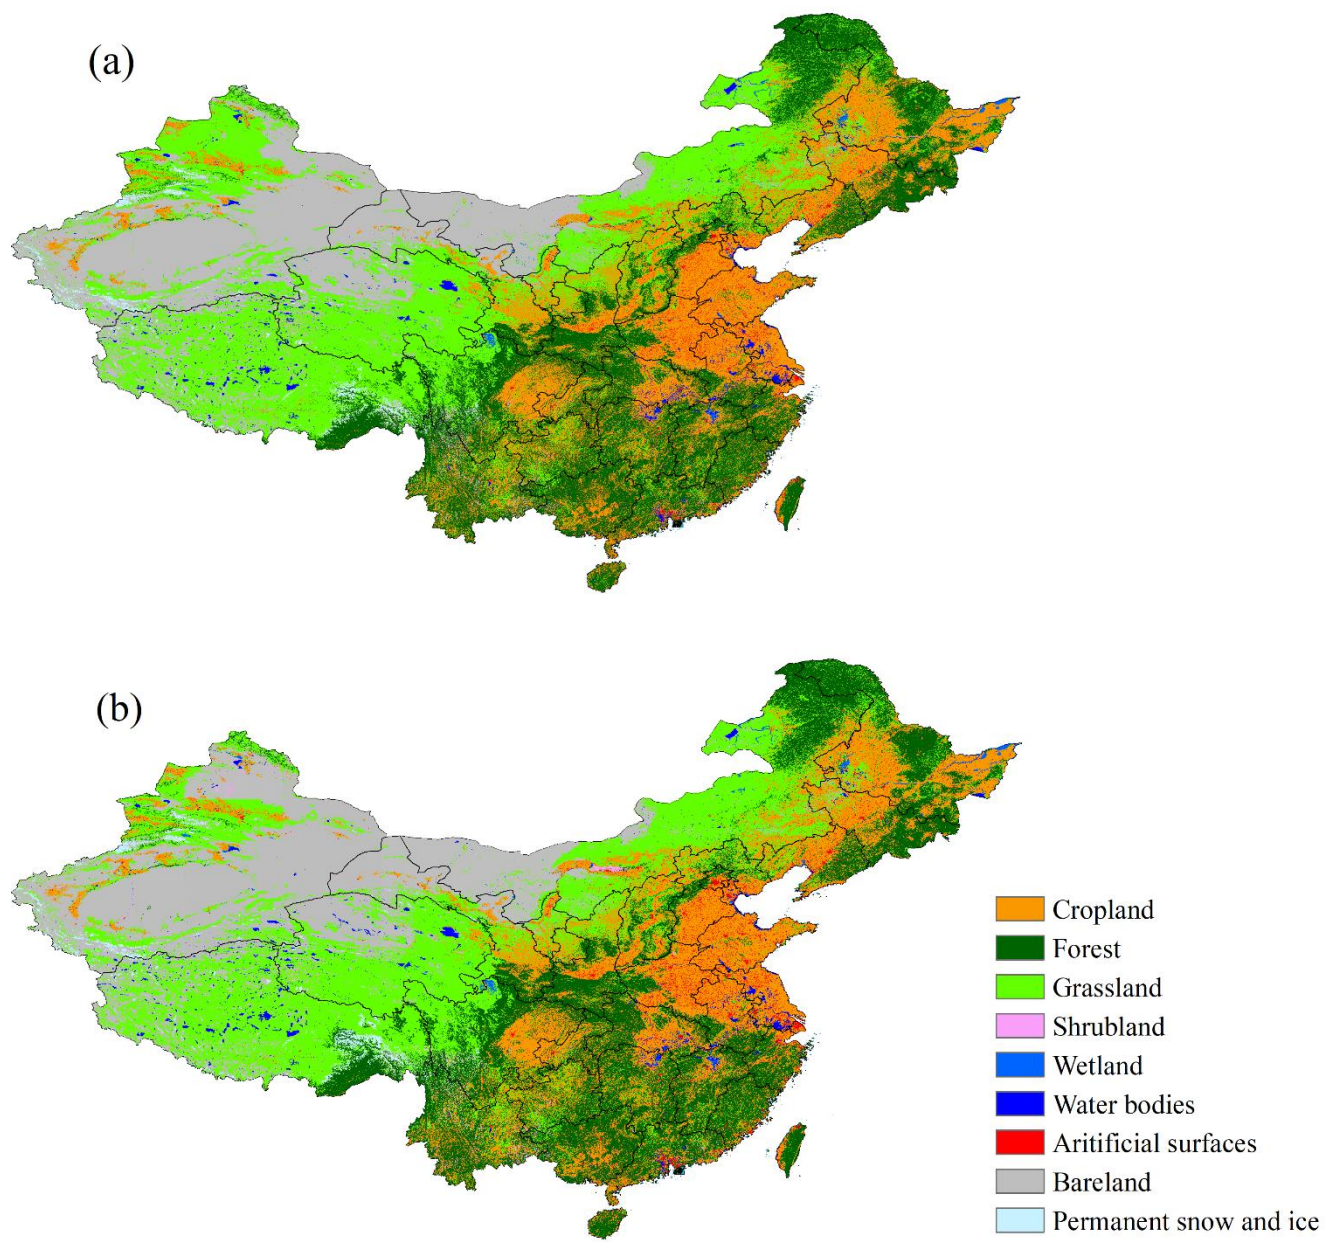 (a)
(b)
Cropland
Forest
Grassland
Shrubland
Wetland
Water bodies
Aritificial surfaces
Bareland
Permanent snow and ice